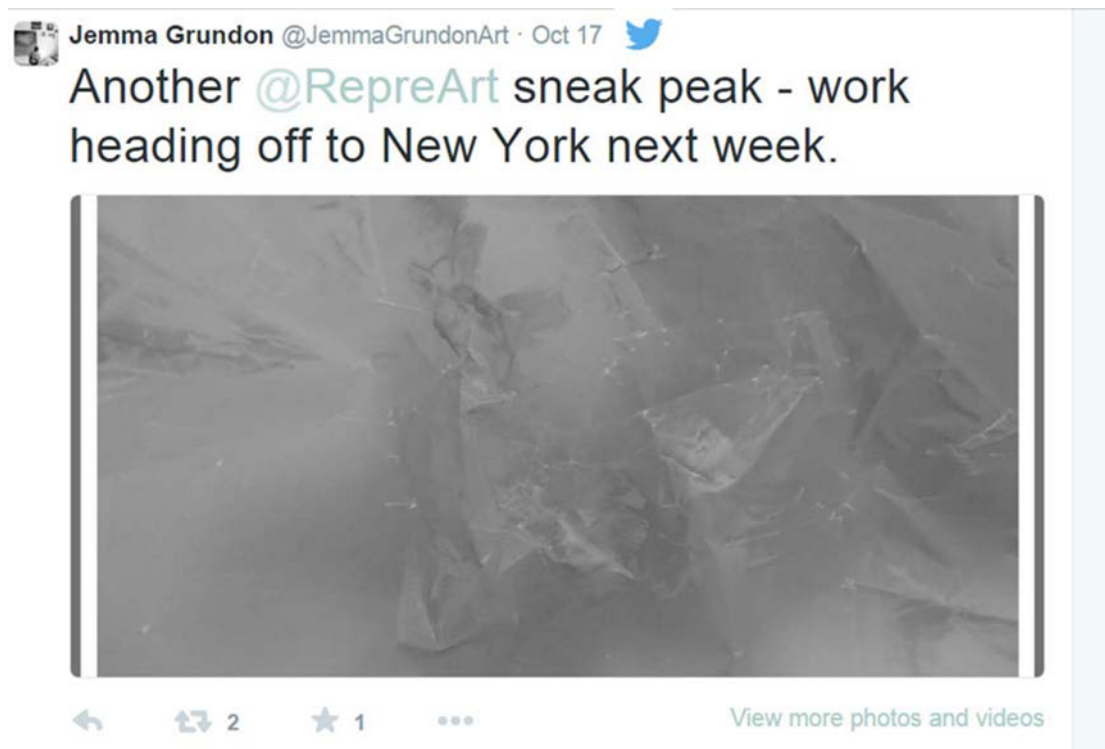 Jemma Grundon @JemmaGrundonArt · Oct 17
Another @RepreArt sneak peak - work
heading off to New York next week.
2 1 View more photos and videos